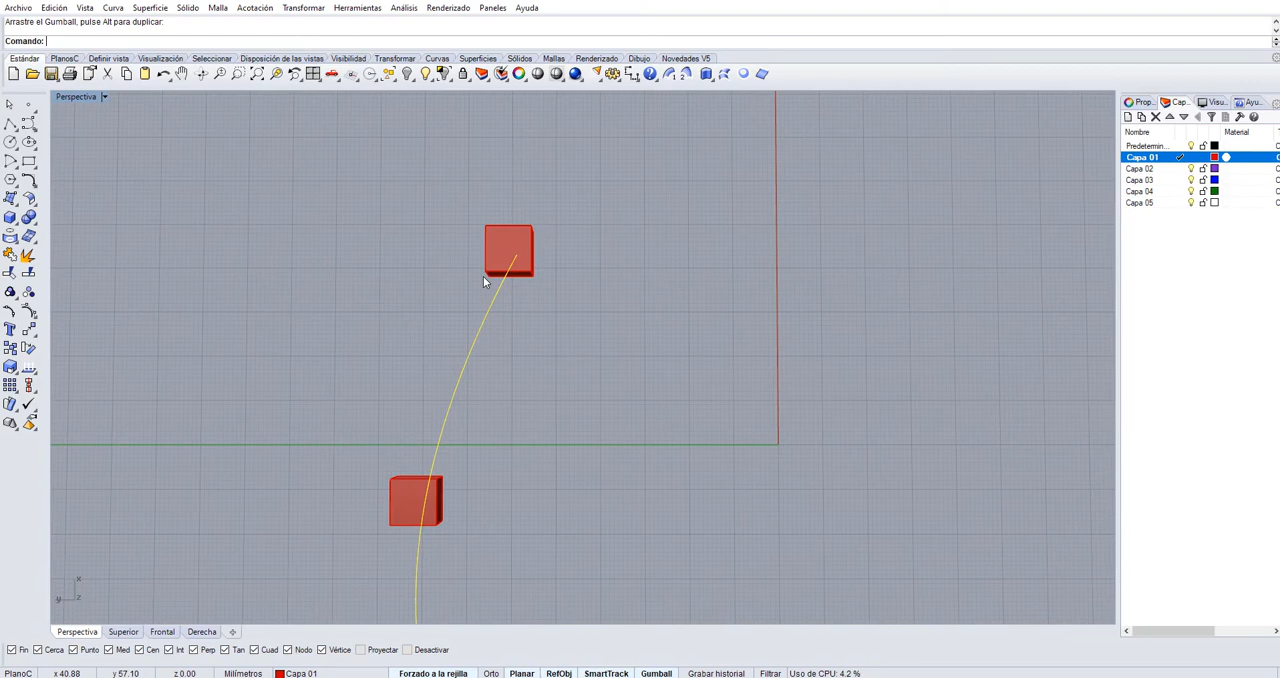 Archivo Edición Vista Curva Superficie Sólido Malla Acotación Transformar Herramientas Análisis Renderizado Paneles Ayuda
Arrastre el Gumball, pulse Alt para duplicar:
Comando:
Estándar PlanosC Definir vista Visualización Seleccionar Disposición de las vistas Visibilidad Transformar Curvas Superficies Sólidos Mallas Renderizado Dibujo Novedades V5
Perspectiva
Prop... Cap... Visu... Ayu...
Nombre Material
Predetermin...
Capa 01
Capa 02
Capa 03
Capa 04
Capa 05
x
y z
Perspectiva Superior Frontal Derecha
Fin Cerca Punto Med Cen Int Perp Tan Cuad Nodo Vértice Proyectar Desactivar
PlanoC x 40.88 y 57.10 z 0.00 Milímetros Capa 01 Forzado a la rejilla Orto Planar RefObj SmartTrack Gumball Grabar historial Filtrar Uso de CPU: 4.2 %